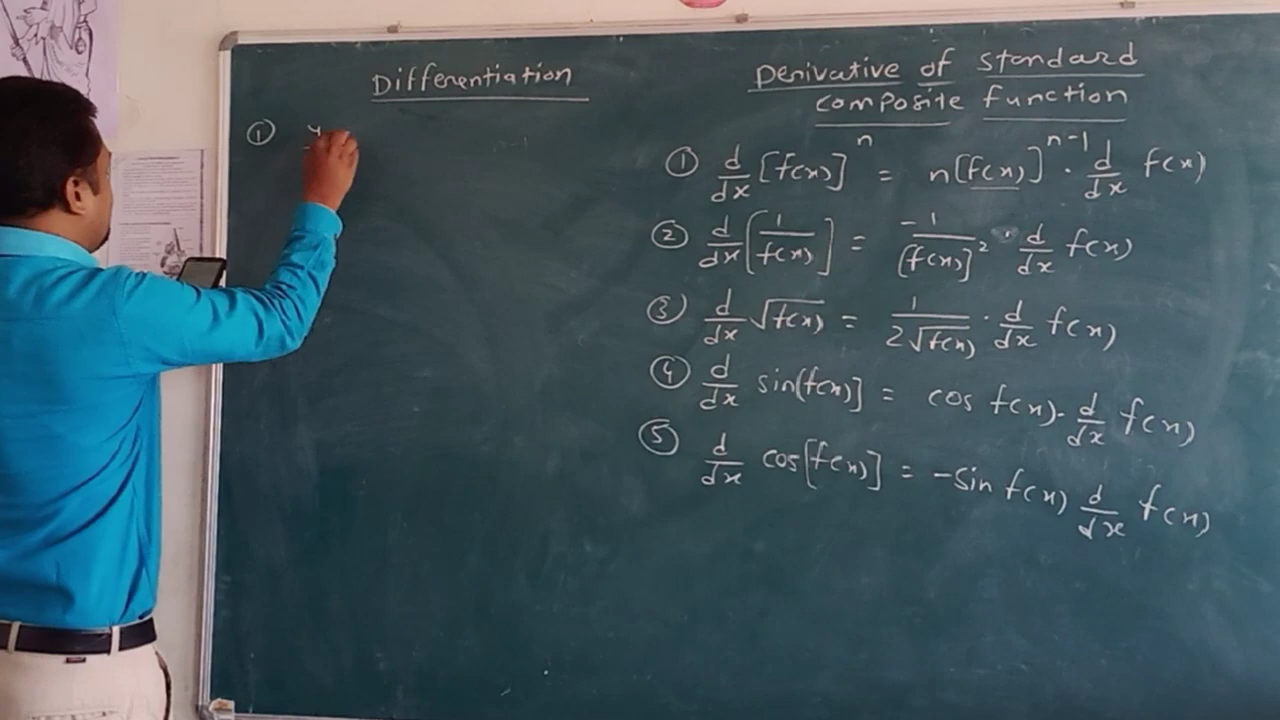 Differentiation
① y
Derivative of standard
composite function
① d/dx [f(x)]^n = n[f(x)]^n-1 · d/dx f(x)
② d/dx [1/f(x)] = -1/[f(x)]² · d/dx f(x)
③ d/dx √f(x) = 1/2√f(x) · d/dx f(x)
④ d/dx sin[f(x)] = cos f(x) · d/dx f(x)
⑤ d/dx cos[f(x)] = -sin f(x) d/dx f(x)